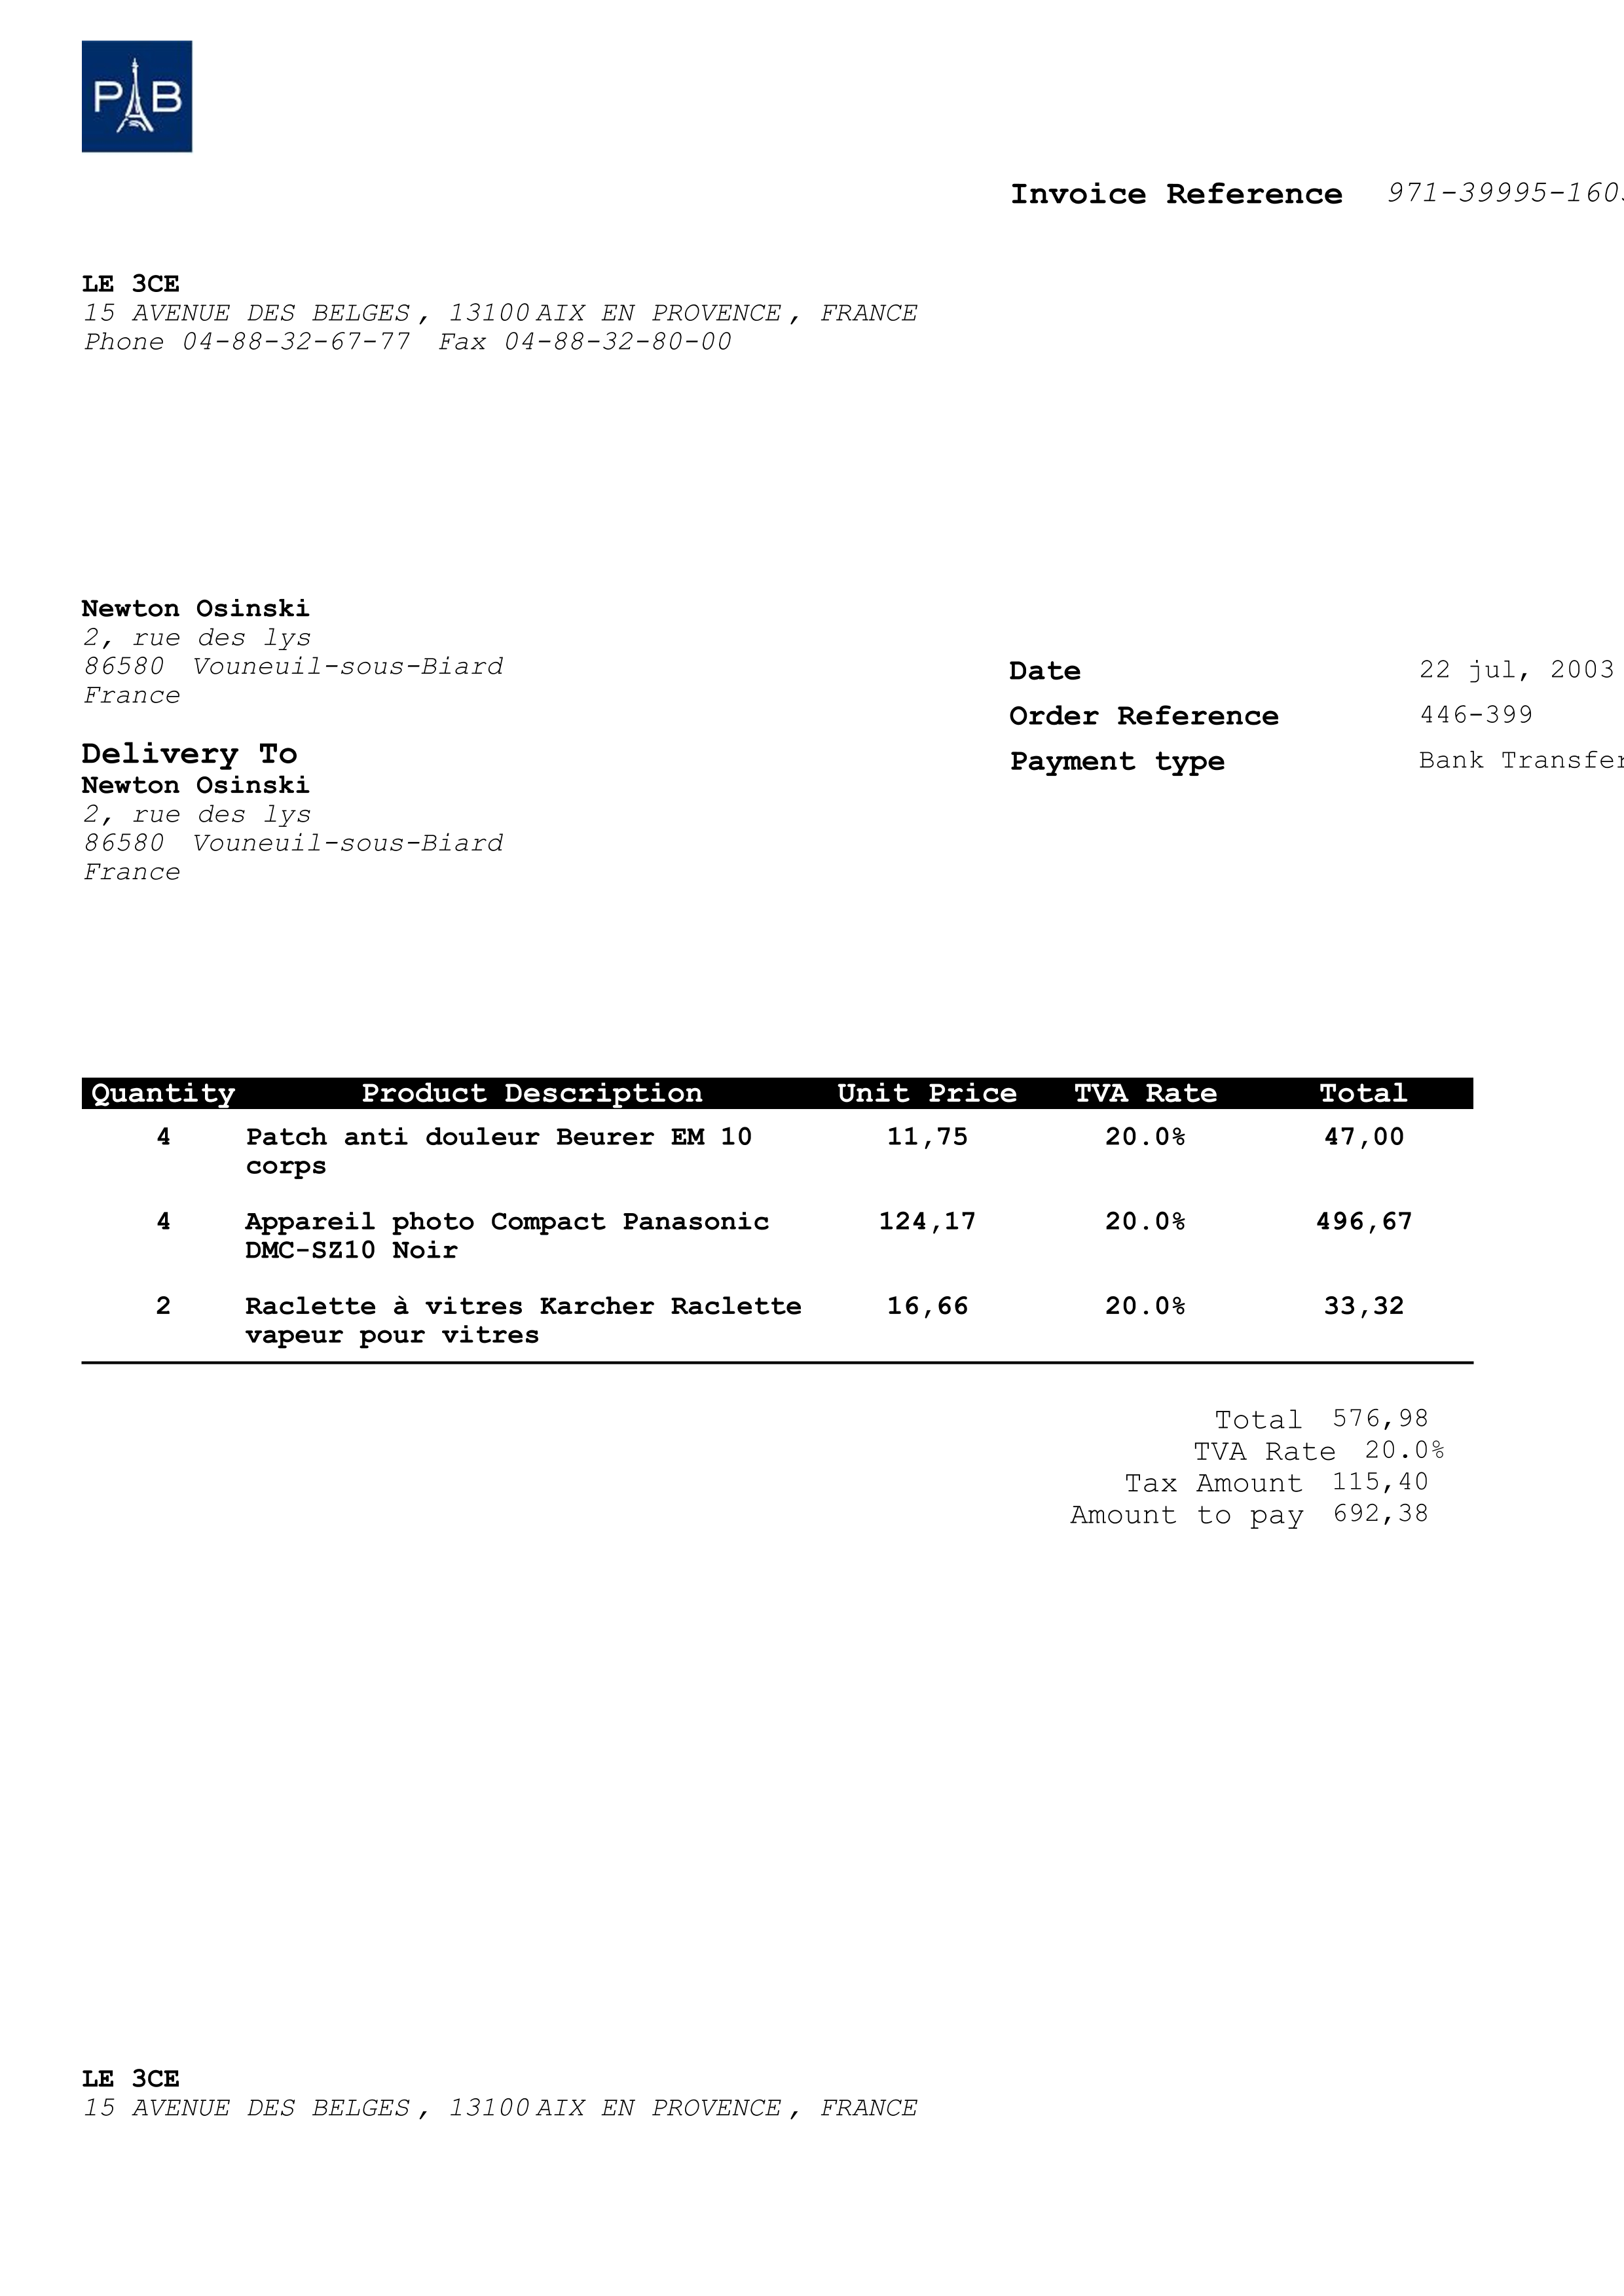 PAB
Invoice Reference 971-39995-160
LE 3CE
15 AVENUE DES BELGES, 13100 AIX EN PROVENCE, FRANCE
Phone 04-88-32-67-77 Fax 04-88-32-80-00
Newton Osinski
2, rue des lys
86580 Vouneuil-sous-Biard
France
Date 22 jul, 2003
Order Reference 446-399
Payment type Bank Transfer
Delivery To
Newton Osinski
2, rue des lys
86580 Vouneuil-sous-Biard
France
Quantity Product Description Unit Price TVA Rate Total
4 Patch anti douleur Beurer EM 10 11,75 20.0% 47,00
corps
4 Appareil photo Compact Panasonic 124,17 20.0% 496,67
DMC-SZ10 Noir
2 Raclette à vitres Karcher Raclette 16,66 20.0% 33,32
vapeur pour vitres
Total 576,98
TVA Rate 20.0%
Tax Amount 115,40
Amount to pay 692,38
LE 3CE
15 AVENUE DES BELGES, 13100 AIX EN PROVENCE, FRANCE